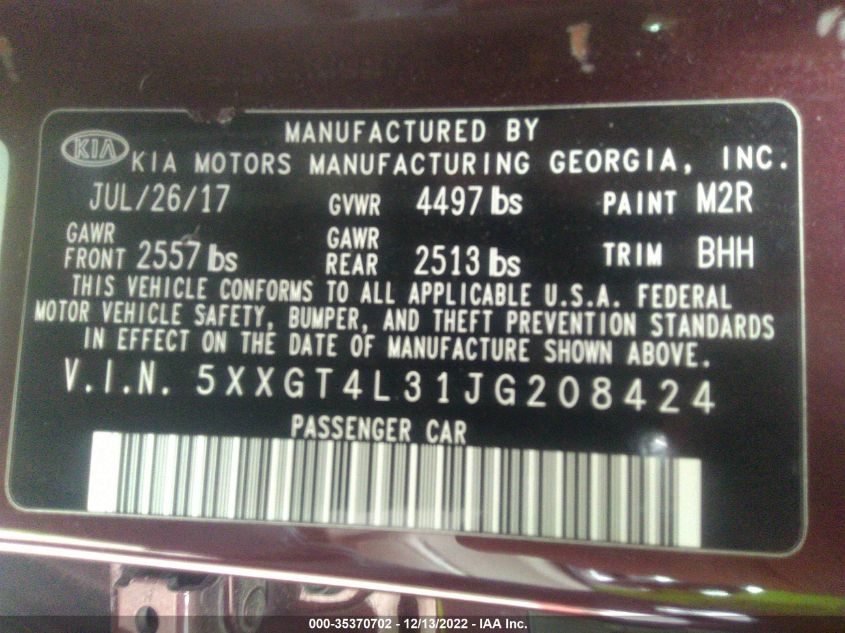 MANUFACTURED BY
KIA KIA MOTORS MANUFACTURING GEORGIA, INC.
JUL/26/17 GVWR 4497 lbs PAINT M2R
GAWR FRONT 2557 lbs GAWR REAR 2513 lbs TRIM BHH
THIS VEHICLE CONFORMS TO ALL APPLICABLE U.S.A. FEDERAL
MOTOR VEHICLE SAFETY, BUMPER, AND THEFT PREVENTION STANDARDS
IN EFFECT ON THE DATE OF MANUFACTURE SHOWN ABOVE.
V.I.N. 5XXGT4L31JG208424
PASSENGER CAR
000-35370702 - 12/13/2022 - IAA Inc.